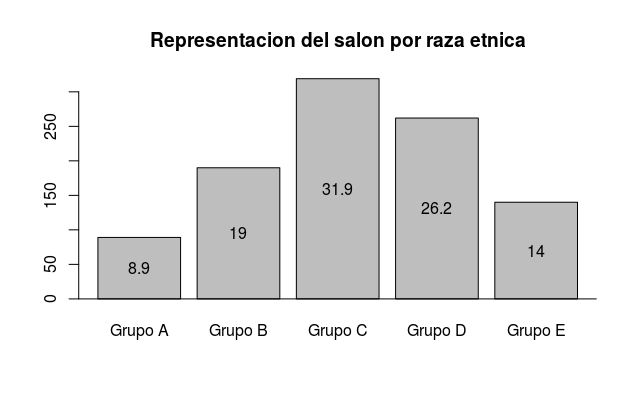 Representacion del salon por raza etnica
250
150
50
0
8.9
19
31.9
26.2
14
Grupo A
Grupo B
Grupo C
Grupo D
Grupo E